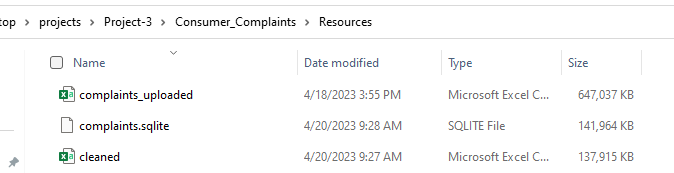 top > projects > Project-3 > Consumer_Complaints > Resources
Name Date modified Type Size
complaints_uploaded 4/18/2023 3:55 PM Microsoft Excel C... 647,037 KB
complaints.sqlite 4/20/2023 9:28 AM SQLITE File 141,964 KB
cleaned 4/20/2023 9:27 AM Microsoft Excel C... 137,915 KB